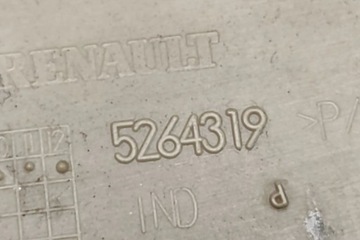 RENAULT
5264319
>P
IND
P